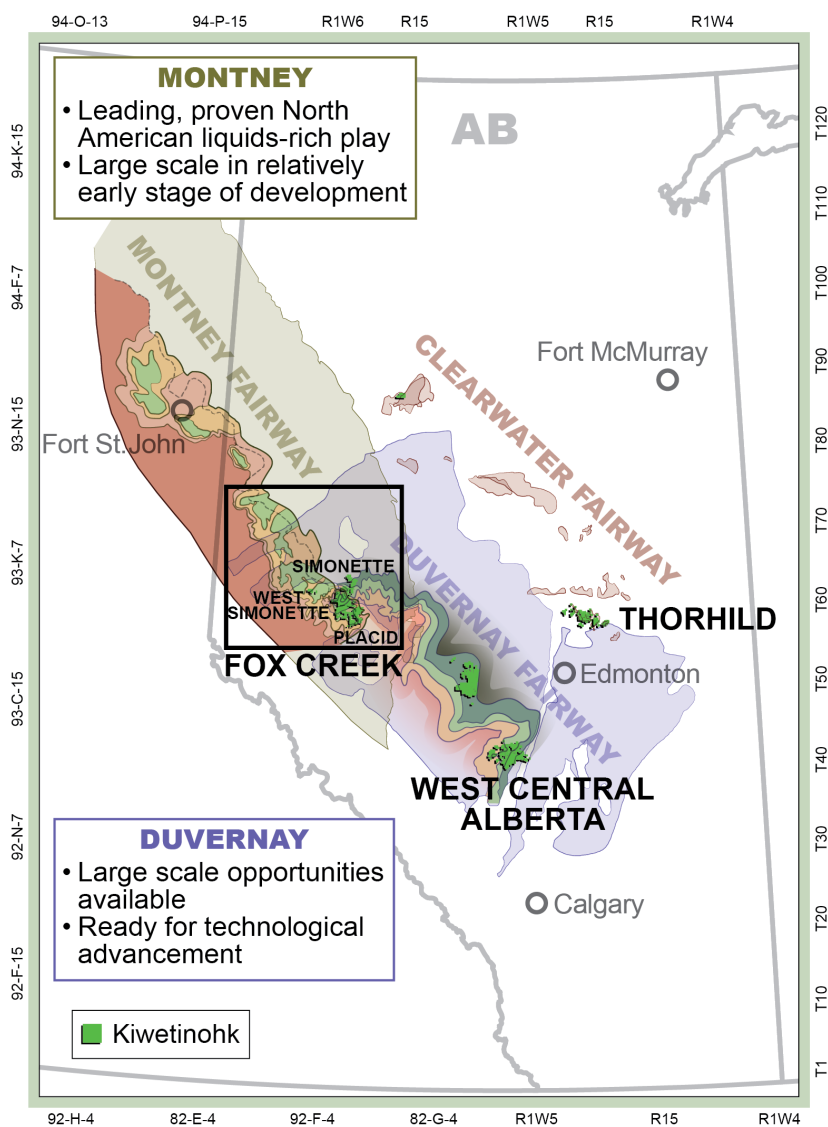 94-O-13 94-P-15 R1W6 R15 R1W5 R15 R1W4
MONTNEY
• Leading, proven North
American liquids-rich play
• Large scale in relatively
early stage of development
AB
94-K-15
94-F-7
93-N-15
93-K-7
93-C-15
92-N-7
92-F-15
T120
T110
T100
T90
T80
T70
T60
T50
T40
T30
T20
T10
T1
MONTNEY FAIRWAY
CLEARWATER FAIRWAY
DUVERNAY FAIRWAY
Fort McMurray
Fort St.John
SIMONETTE
WEST
SIMONETTE
PLACID
FOX CREEK
THORHILD
Edmonton
WEST CENTRAL
ALBERTA
DUVERNAY
• Large scale opportunities
available
• Ready for technological
advancement
Calgary
Kiwetinohk
92-H-4 82-E-4 92-F-4 82-G-4 R1W5 R15 R1W4